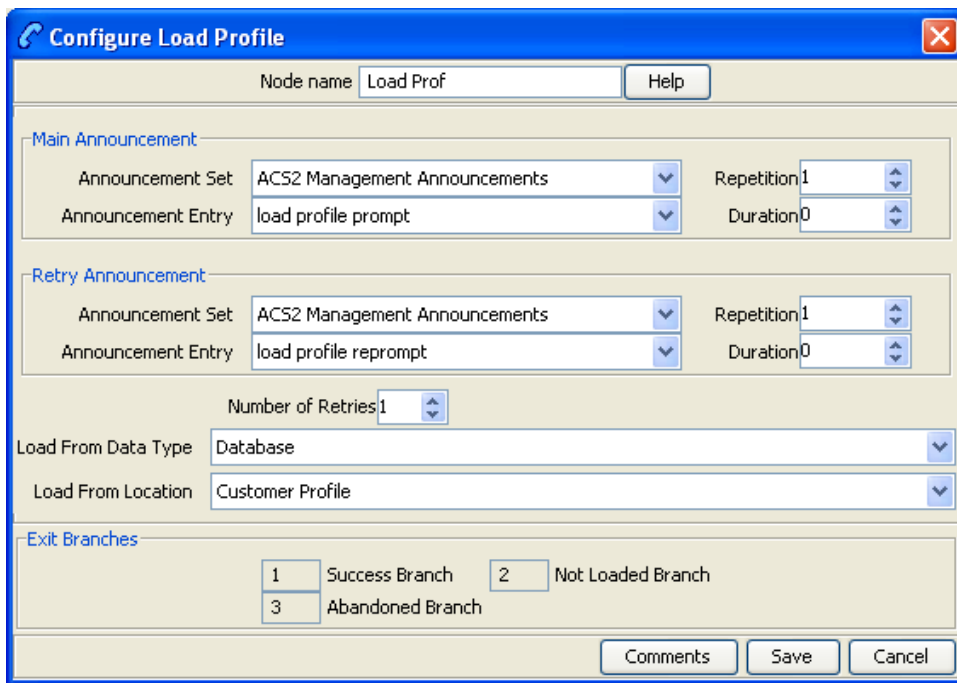 Configure Load Profile
Node name Load Prof Help
Main Announcement
Announcement Set ACS2 Management Announcements Repetition 1
Announcement Entry load profile prompt Duration 0
Retry Announcement
Announcement Set ACS2 Management Announcements Repetition 1
Announcement Entry load profile reprompt Duration 0
Number of Retries 1
Load From Data Type Database
Load From Location Customer Profile
Exit Branches
1 Success Branch 2 Not Loaded Branch
3 Abandoned Branch
Comments Save Cancel